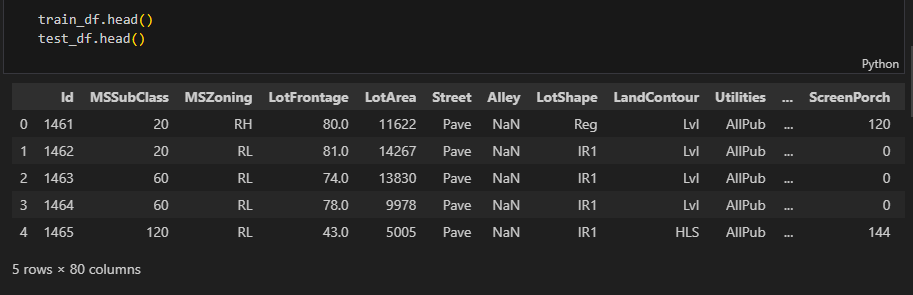 train_df.head()
test_df.head()
Python
Id MSSubClass MSZoning LotFrontage LotArea Street Alley LotShape LandContour Utilities ... ScreenPorch
0 1461 20 RH 80.0 11622 Pave NaN Reg Lvl AllPub ... 120
1 1462 20 RL 81.0 14267 Pave NaN IR1 Lvl AllPub ... 0
2 1463 60 RL 74.0 13830 Pave NaN IR1 Lvl AllPub ... 0
3 1464 60 RL 78.0 9978 Pave NaN IR1 Lvl AllPub ... 0
4 1465 120 RL 43.0 5005 Pave NaN IR1 HLS AllPub ... 144
5 rows × 80 columns